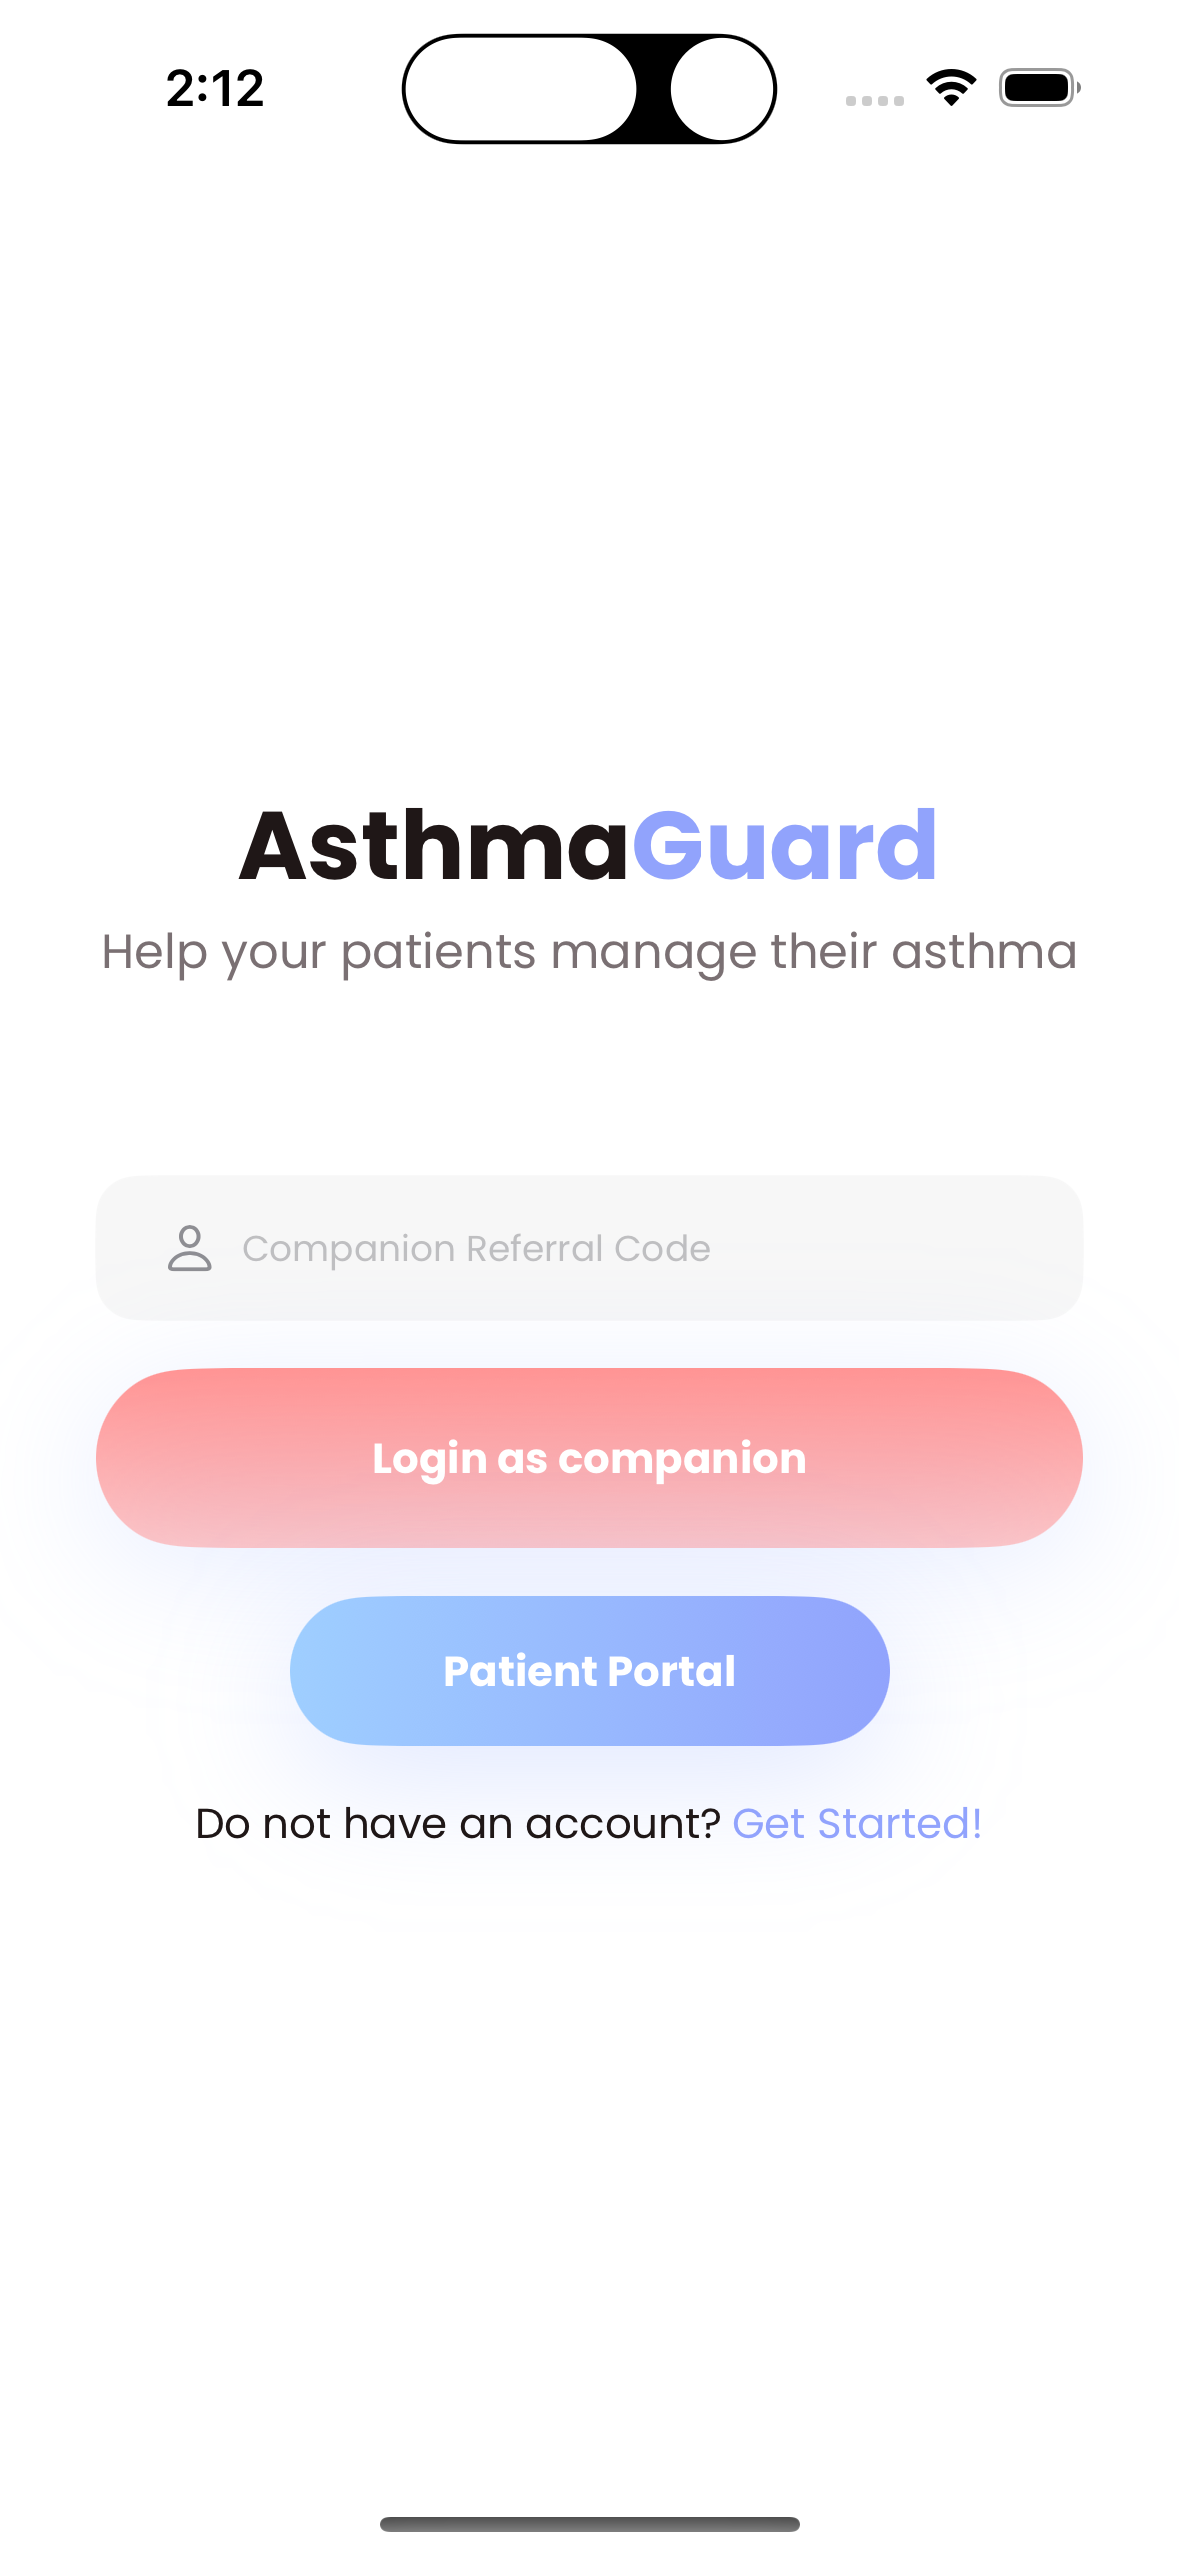 2:12
AsthmaGuard
Help your patients manage their asthma
Companion Referral Code
Login as companion
Patient Portal
Do not have an account? Get Started!